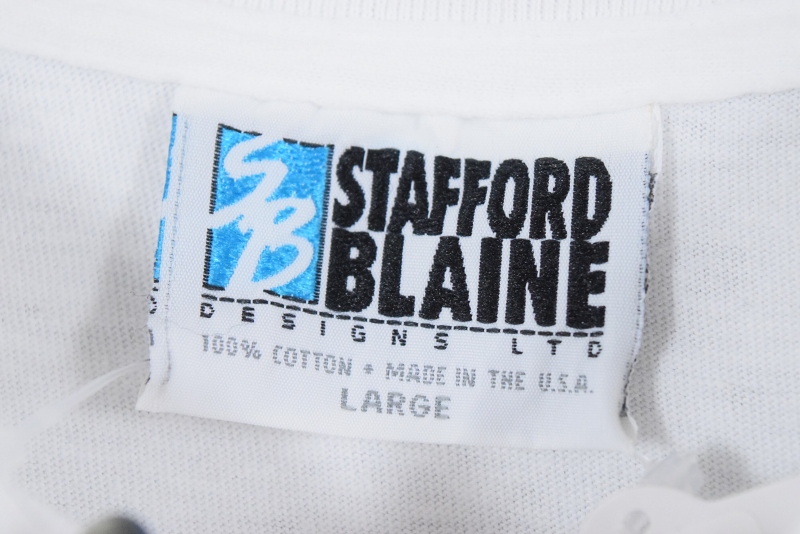 SB
STAFFORD
BLAINE
DESIGNS LTD
100% COTTON + MADE IN THE U.S.A.
LARGE